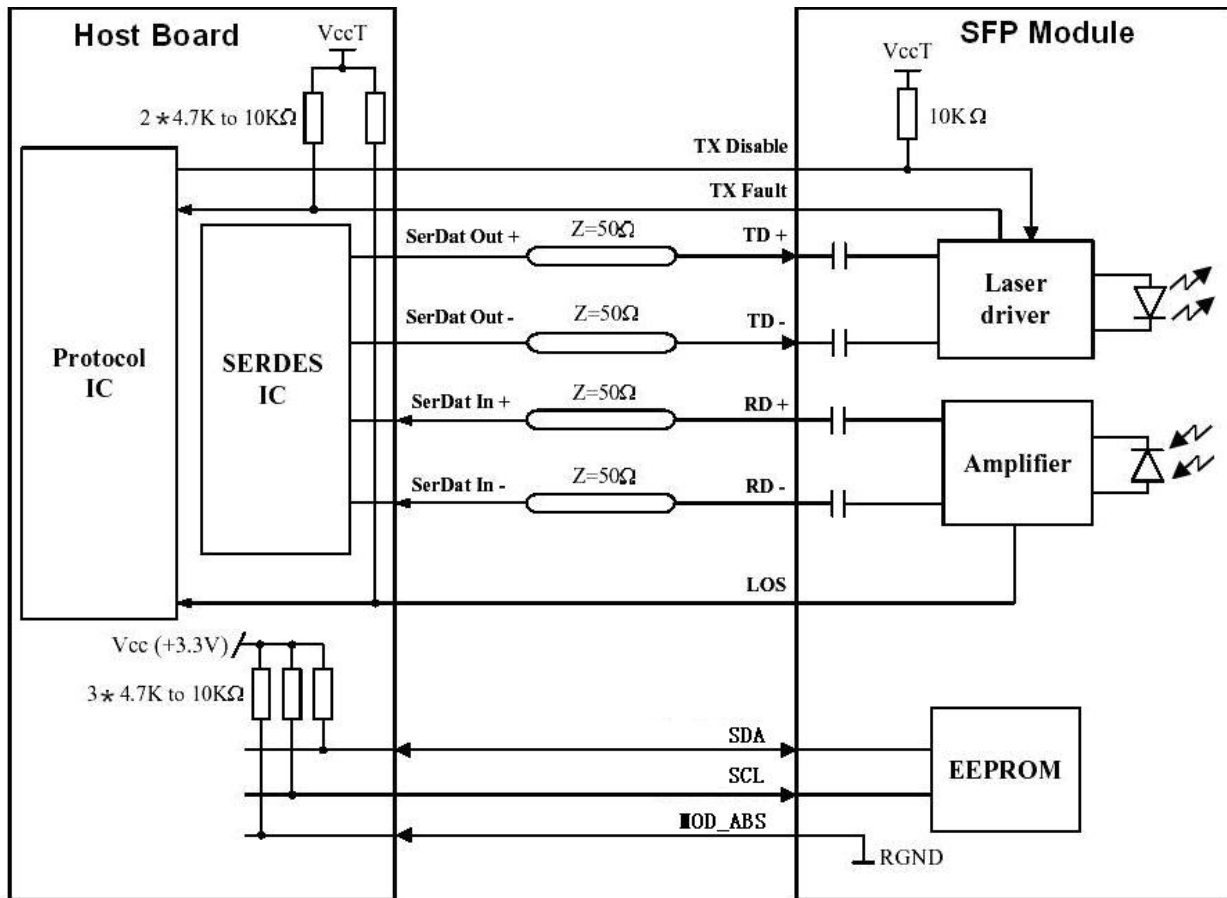 Host Board
SFP Module
VccT
VccT
2*4.7K to 10KΩ
10K Ω
TX Disable
TX Fault
SerDat Out +
Z=50Ω
TD +
SerDat Out -
Z=50Ω
TD -
Laser
driver
Protocol
IC
SERDES
IC
SerDat In +
Z=50Ω
RD +
SerDat In -
Z=50Ω
RD -
Amplifier
LOS
Vcc (+3.3V)
3* 4.7K to 10KΩ
SDA
SCL
MOD_ABS
EEPROM
RGND